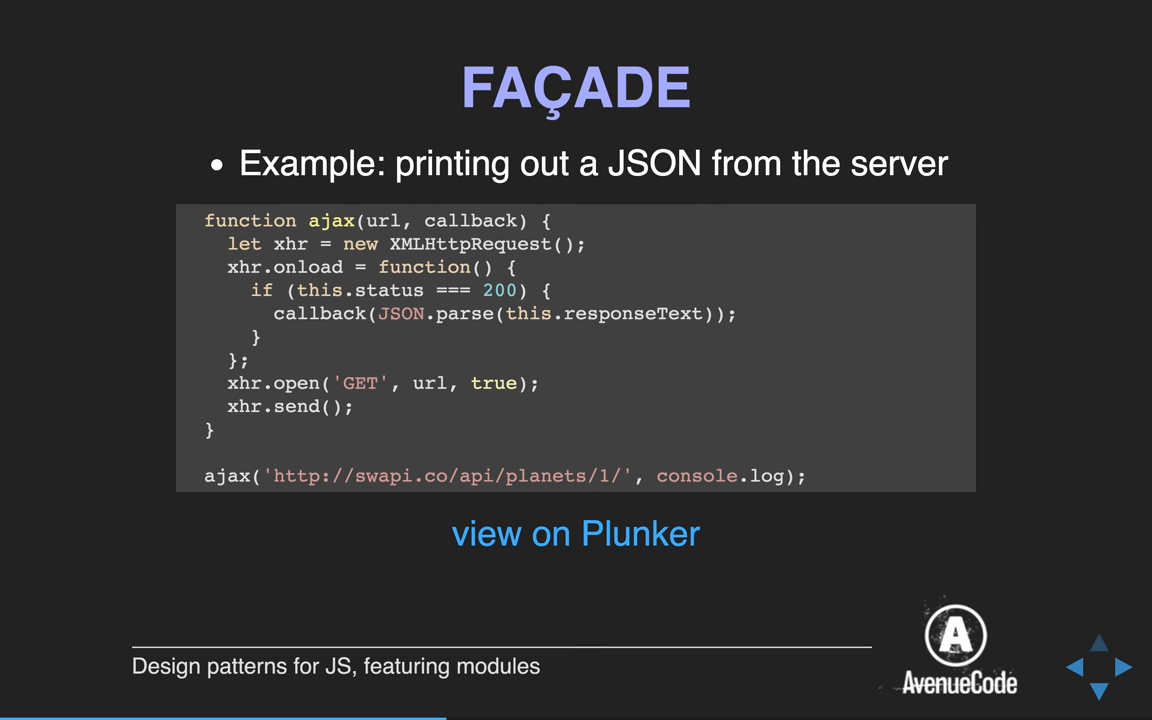 FAÇADE
• Example: printing out a JSON from the server
function ajax(url, callback) {
  let xhr = new XMLHttpRequest();
  xhr.onload = function() {
    if (this.status === 200) {
      callback(JSON.parse(this.responseText));
    }
  };
  xhr.open('GET', url, true);
  xhr.send();
}
ajax('http://swapi.co/api/planets/1/', console.log);
view on Plunker
Design patterns for JS, featuring modules
A
AvenueCode